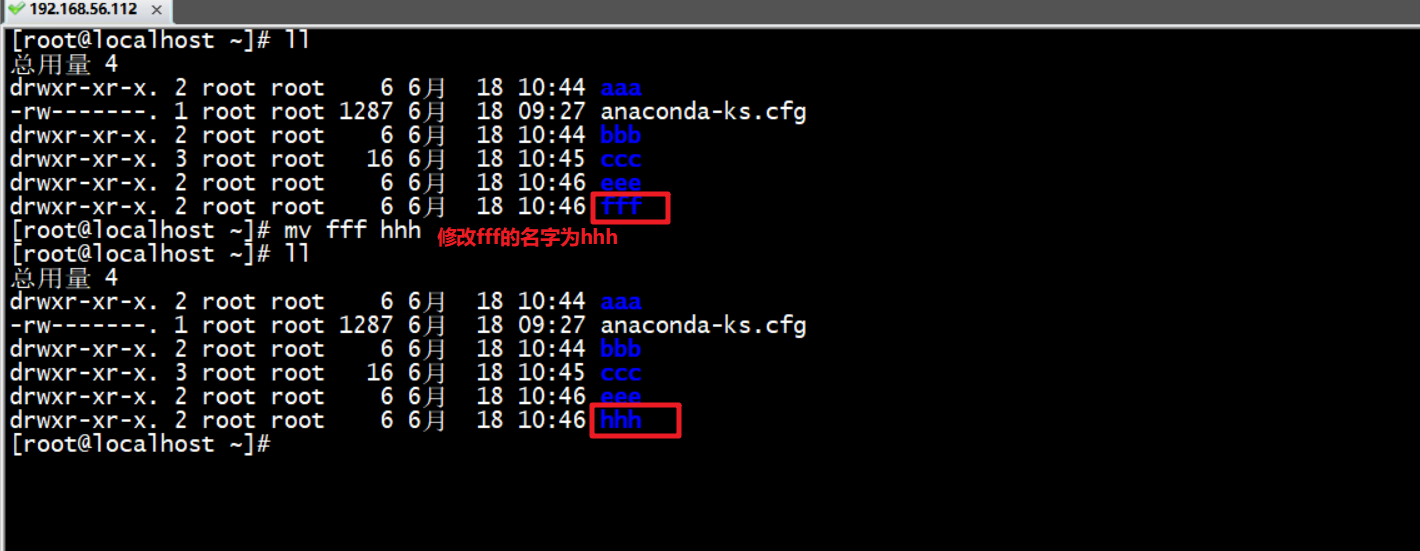 192.168.56.112 ×
[root@localhost ~]# ll
总用量 4
drwxr-xr-x. 2 root root    6 6月  18 10:44 aaa
-rw-------. 1 root root 1287 6月  18 09:27 anaconda-ks.cfg
drwxr-xr-x. 2 root root    6 6月  18 10:44 bbb
drwxr-xr-x. 3 root root   16 6月  18 10:45 ccc
drwxr-xr-x. 2 root root    6 6月  18 10:46 eee
drwxr-xr-x. 2 root root    6 6月  18 10:46 fff
[root@localhost ~]# mv fff hhh 修改fff的名字为hhh
[root@localhost ~]# ll
总用量 4
drwxr-xr-x. 2 root root    6 6月  18 10:44 aaa
-rw-------. 1 root root 1287 6月  18 09:27 anaconda-ks.cfg
drwxr-xr-x. 2 root root    6 6月  18 10:44 bbb
drwxr-xr-x. 3 root root   16 6月  18 10:45 ccc
drwxr-xr-x. 2 root root    6 6月  18 10:46 eee
drwxr-xr-x. 2 root root    6 6月  18 10:46 hhh
[root@localhost ~]#